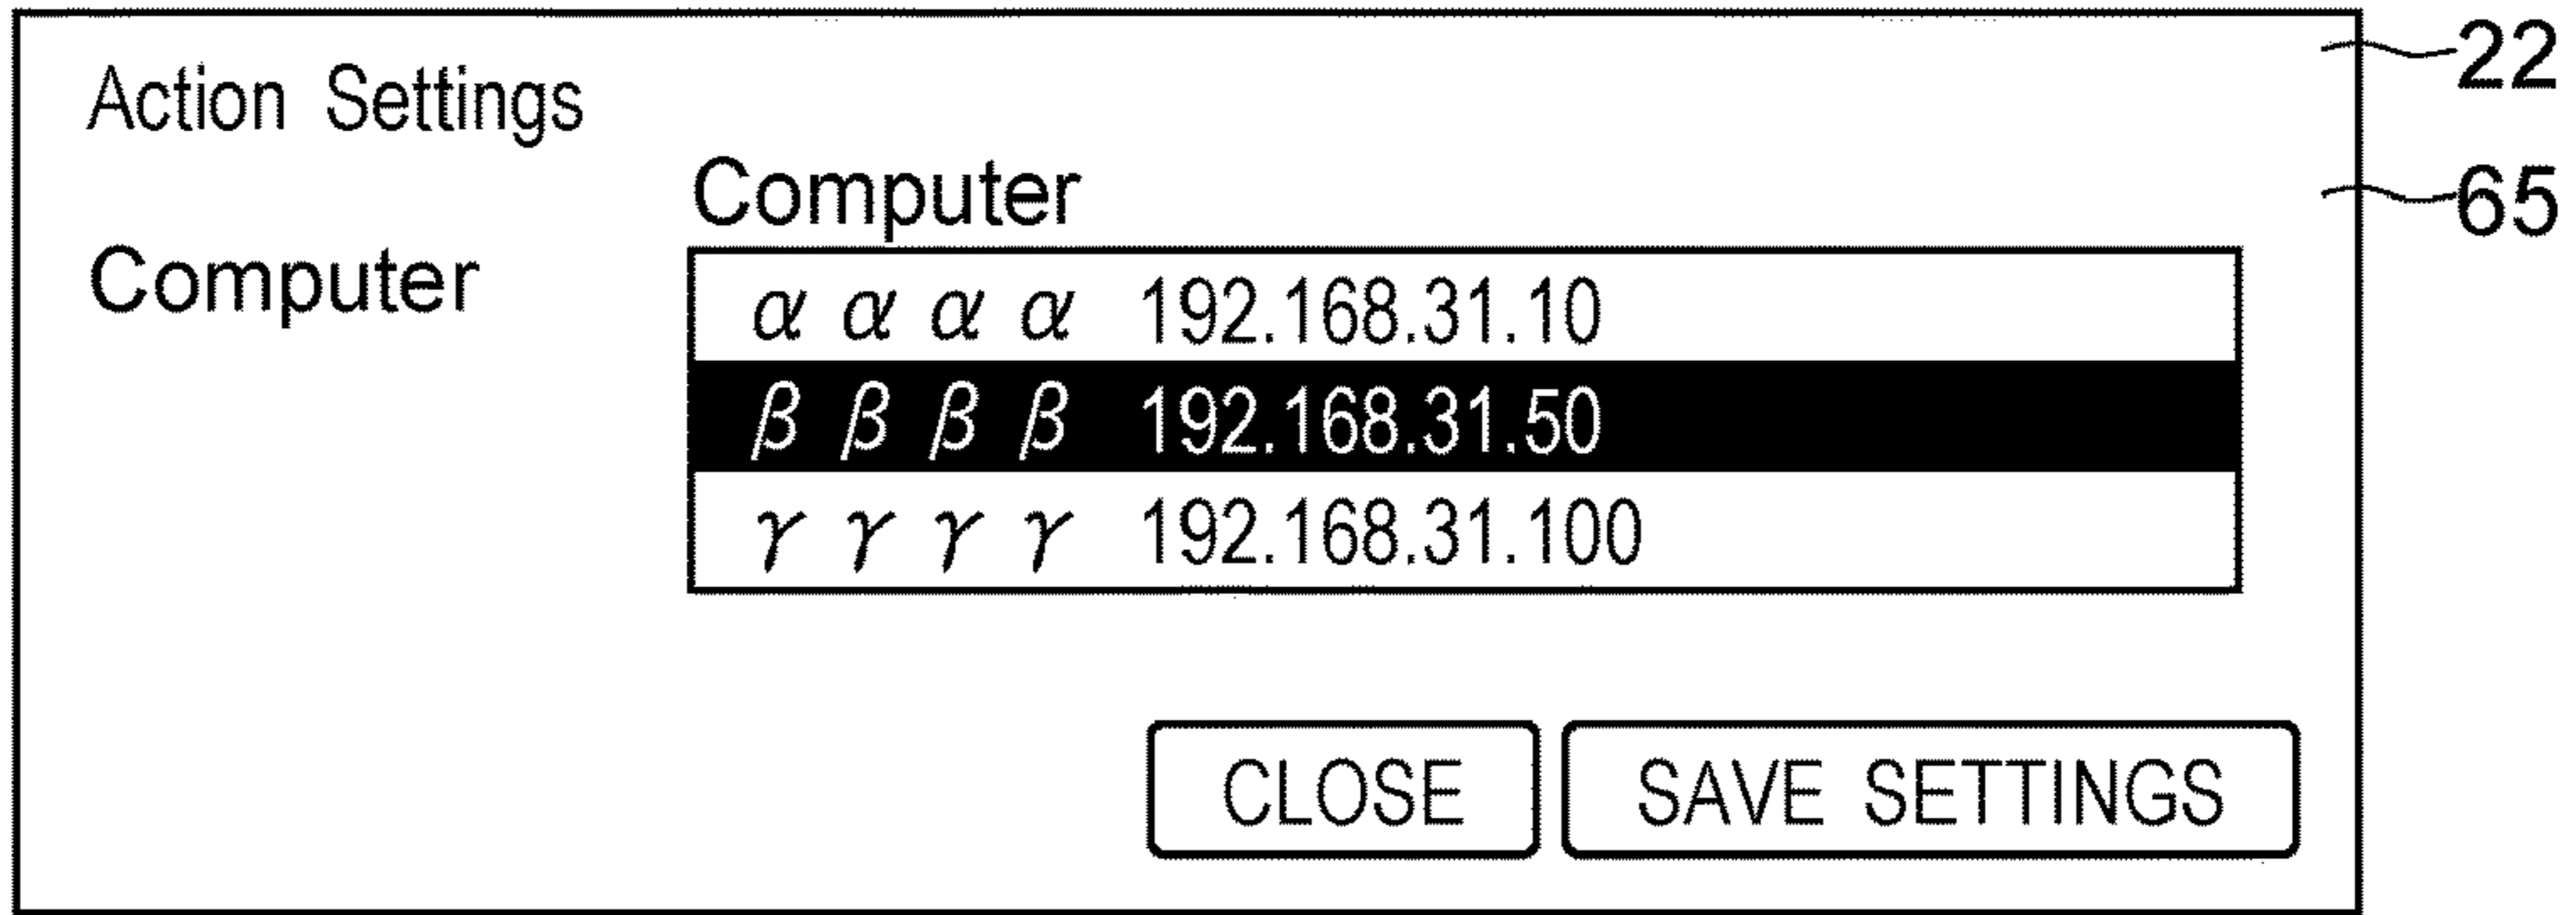 Action Settings
22
Computer
65
Computer
α α α α 192.168.31.10
β β β β 192.168.31.50
γ γ γ γ 192.168.31.100
CLOSE
SAVE SETTINGS